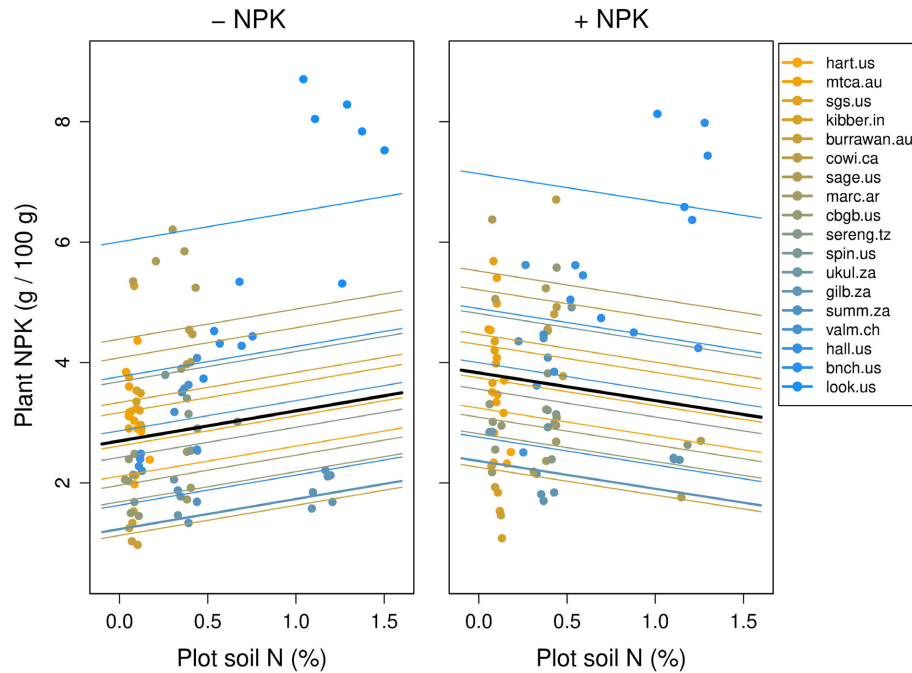 – NPK
+ NPK
Plant NPK (g / 100 g)
8
6
4
2
0.0 0.5 1.0 1.5
0.0 0.5 1.0 1.5
Plot soil N (%)
Plot soil N (%)
hart.us
mtca.au
sgs.us
kibber.in
burrawan.au
cowi.ca
sage.us
marc.ar
cbgb.us
sereng.tz
spin.us
ukul.za
gilb.za
summ.za
valm.ch
hall.us
bnch.us
look.us